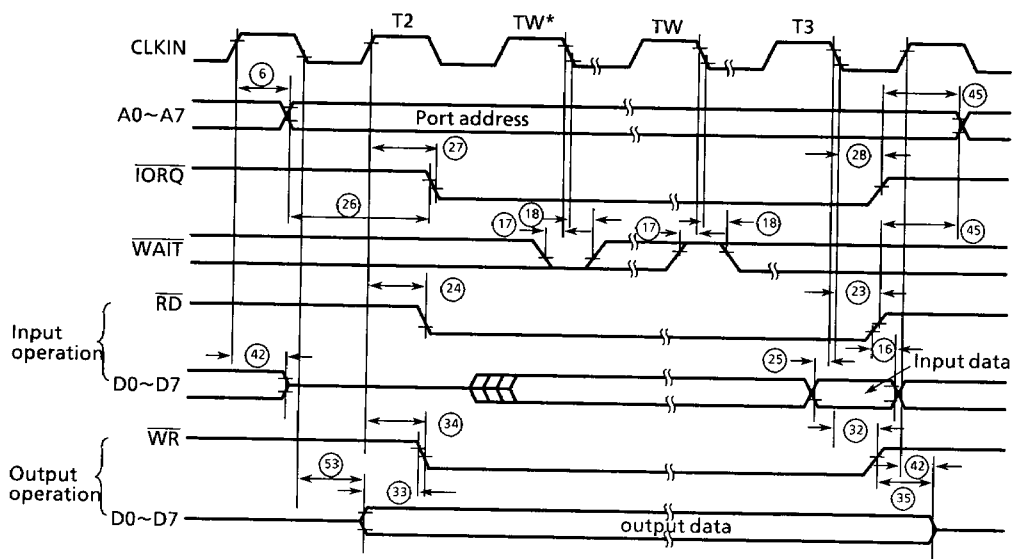 T2 TW* TW T3
CLKIN
6 45
A0~A7 Port address
27 28
IORQ
26
17 18 17 18 45
WAIT
24 23
RD
Input operation
42 25 16 Input data
D0~D7
34 32
WR
53 33 42 35
Output operation
D0~D7 output data